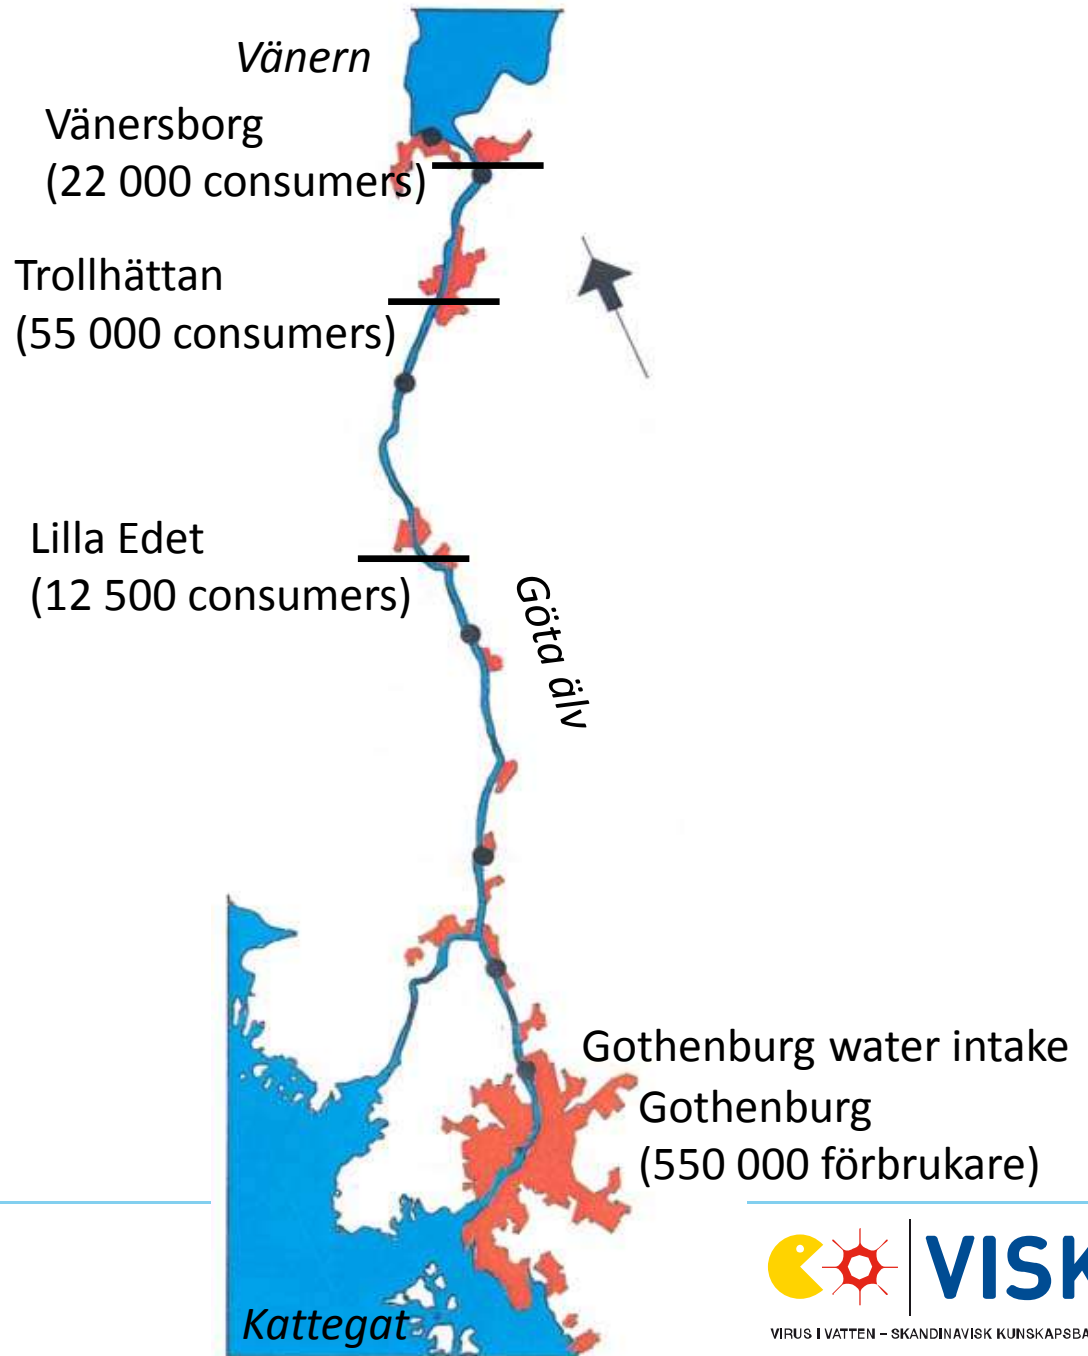 Vänern
Vänersborg
(22 000 consumers)
Trollhättan
(55 000 consumers)
Lilla Edet
(12 500 consumers)
Göta älv
Gothenburg water intake
Gothenburg
(550 000 förbrukare)
Kattegat
VISK
VIRUS I VATTEN – SKANDINAVISK KUNSKAPSBA